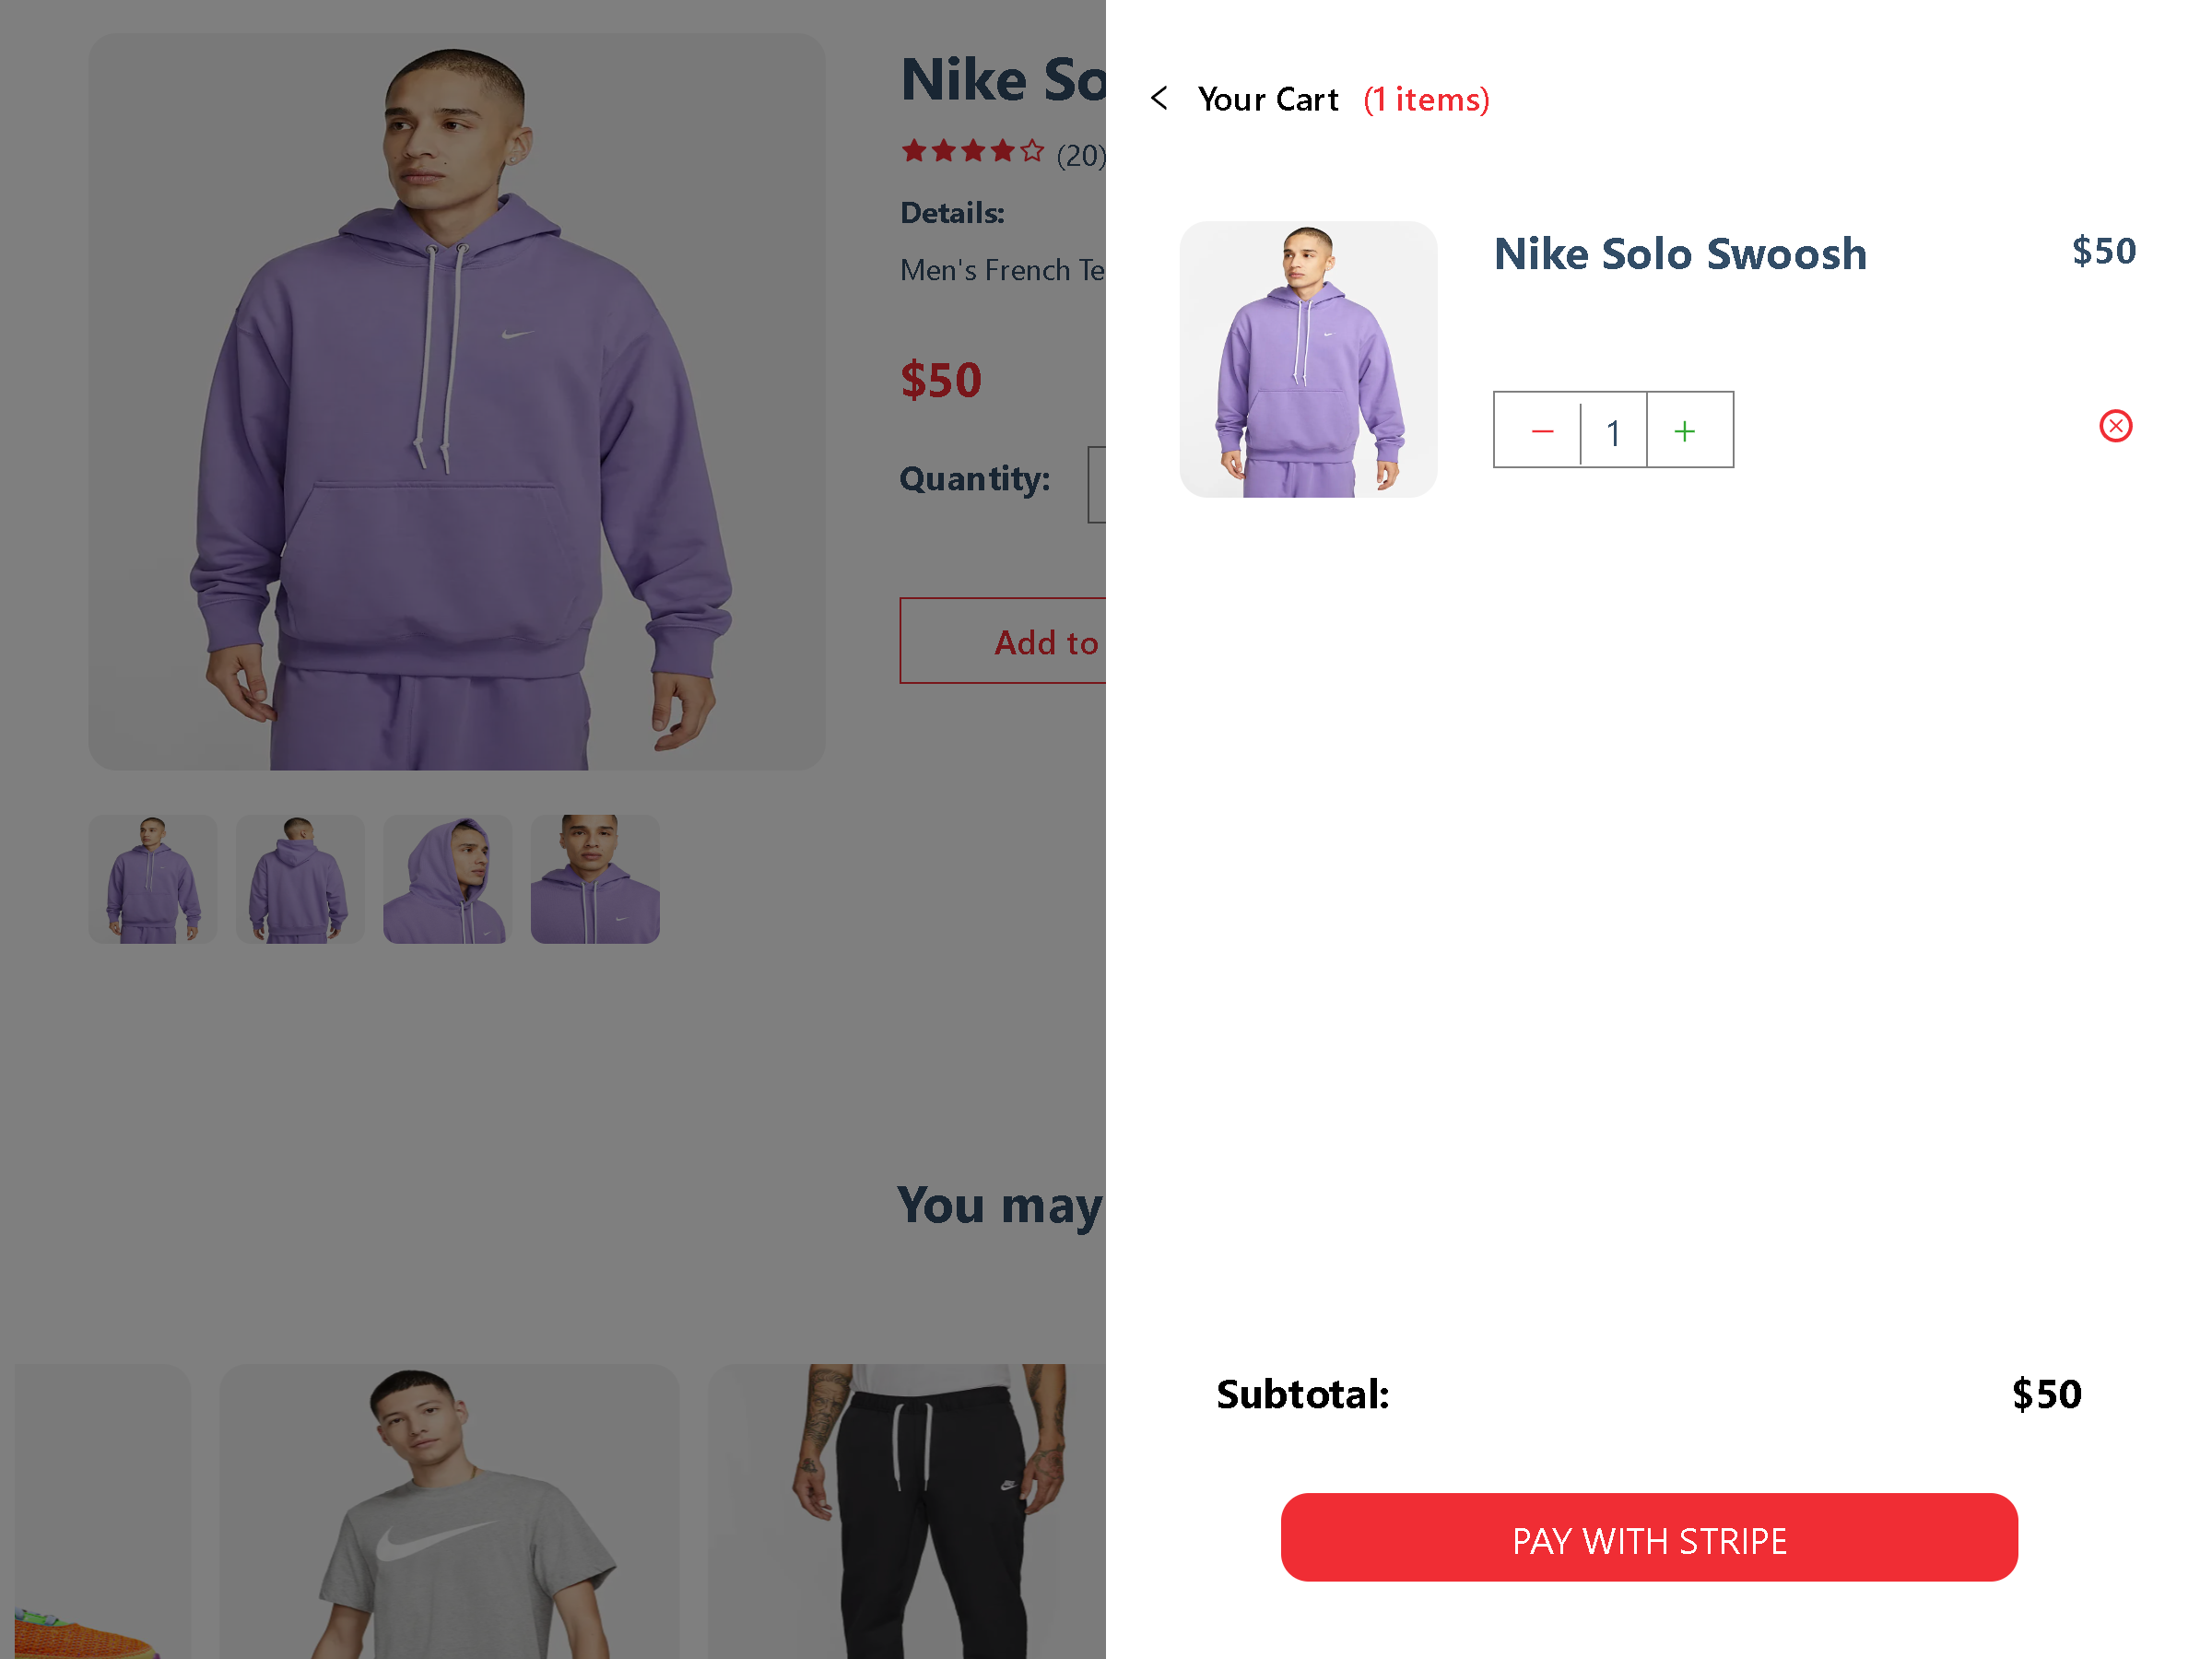 Nike So
(20)
Details:
Men's French Te
$50
Quantity:
Add to
You may
Your Cart (1 items)
Nike Solo Swoosh
$50
1
Subtotal:
$50
PAY WITH STRIPE